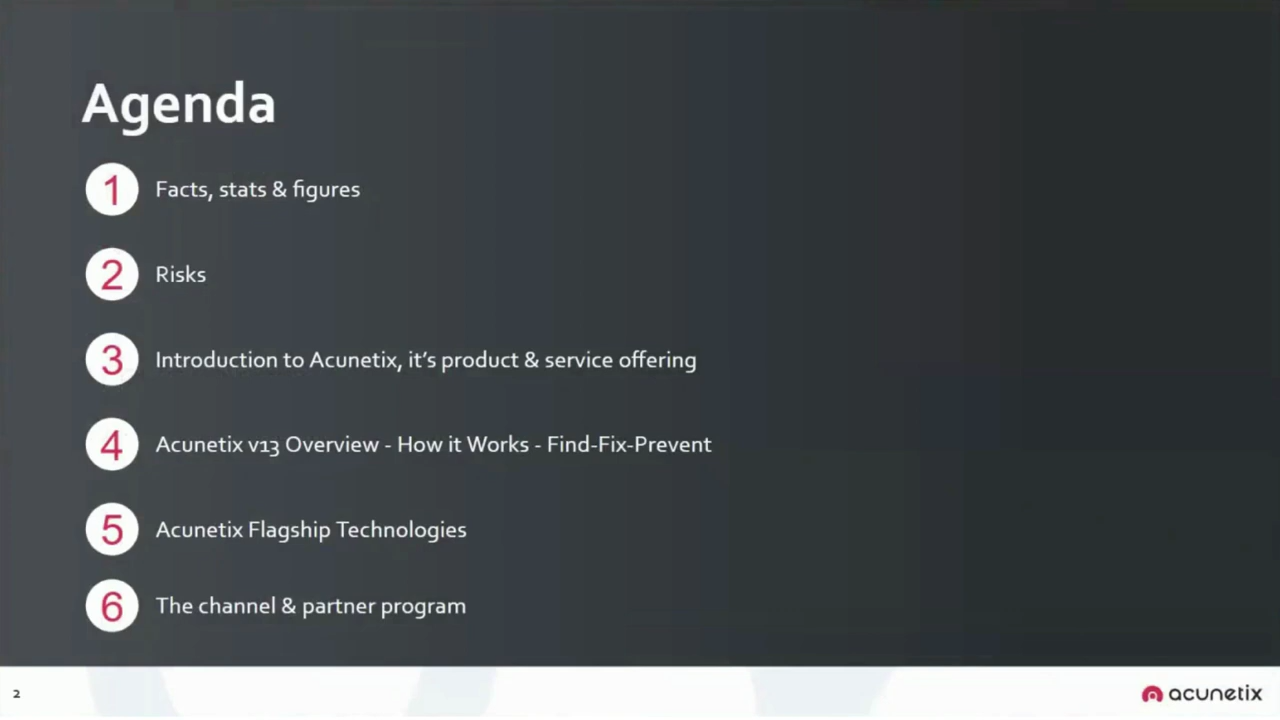 Agenda
1 Facts, stats & figures
2 Risks
3 Introduction to Acunetix, it’s product & service offering
4 Acunetix v13 Overview - How it Works - Find-Fix-Prevent
5 Acunetix Flagship Technologies
6 The channel & partner program
2
acunetix